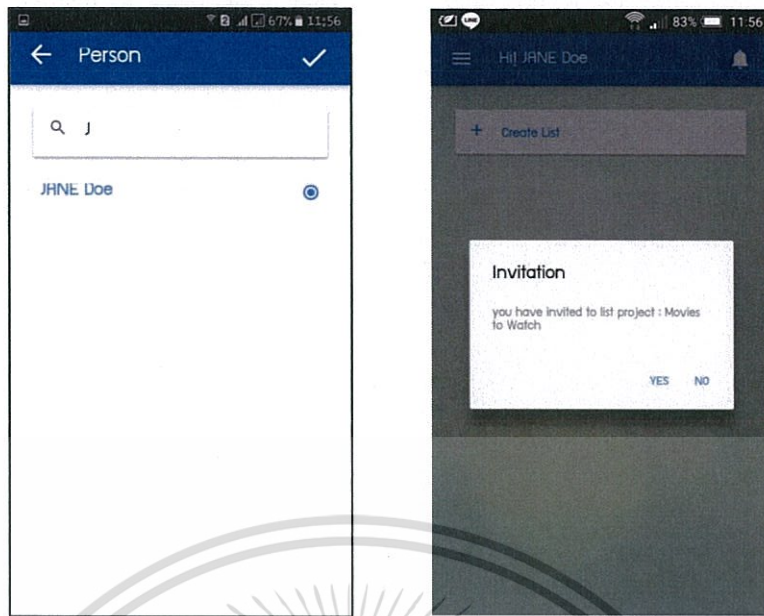 67% 11:56
Person
J
JANE Doe
LINE 83% 11:56
Hi! JANE Doe
+ Create List
Invitation
you have invited to list project : Movies
to Watch
YES NO